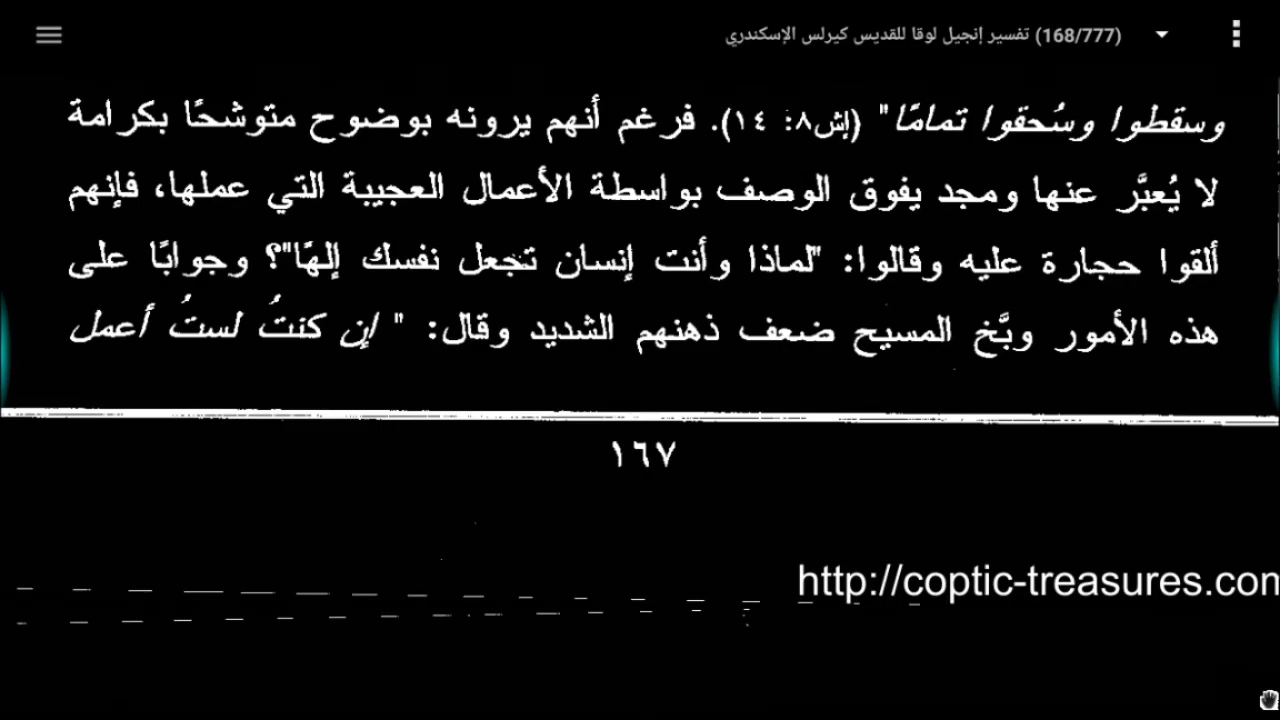 تفسير إنجيل لوقا للقديس كيرلس الإسكندري (168/777)
وسقطوا وسُحقوا تمامًا" (إش٨: ١٤). فرغم أنهم يرونه بوضوح متوشحًا بكرامة
لا يُعبَّر عنها ومجد يفوق الوصف بواسطة الأعمال العجيبة التي عملها، فإنهم
ألقوا حجارة عليه وقالوا: "لماذا وأنت إنسان تجعل نفسك إلهًا"؟ وجوابًا على
هذه الأمور وبَّخ المسيح ضعف ذهنهم الشديد وقال: " إن كنتُ لستُ أعمل
١٦٧
http://coptic-treasures.com